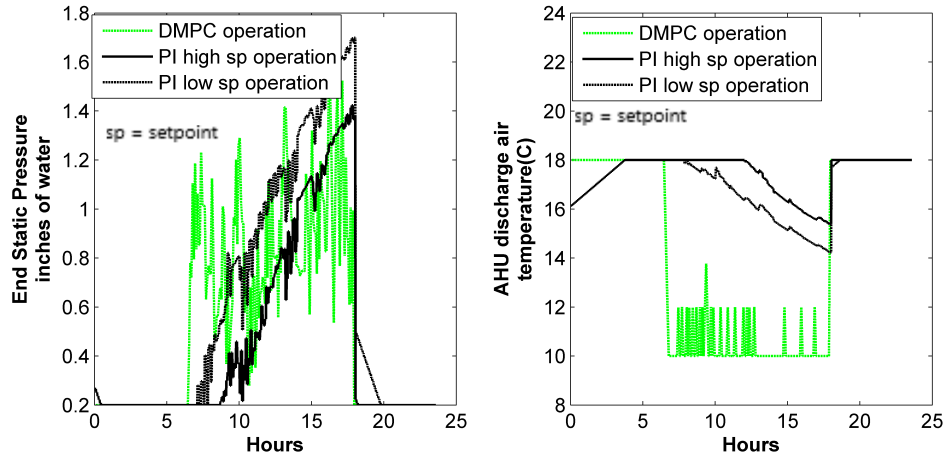 1.8
1.6
1.4
1.2
1
0.8
0.6
0.4
0.2
End Static Pressure
inches of water
DMPC operation
PI high sp operation
PI low sp operation
sp = setpoint
0 5 10 15 20 25
Hours
24
22
20
18
16
14
12
10
8
AHU discharge air
temperature(C)
DMPC operation
PI high sp operation
PI low sp operation
sp = setpoint
0 5 10 15 20 25
Hours